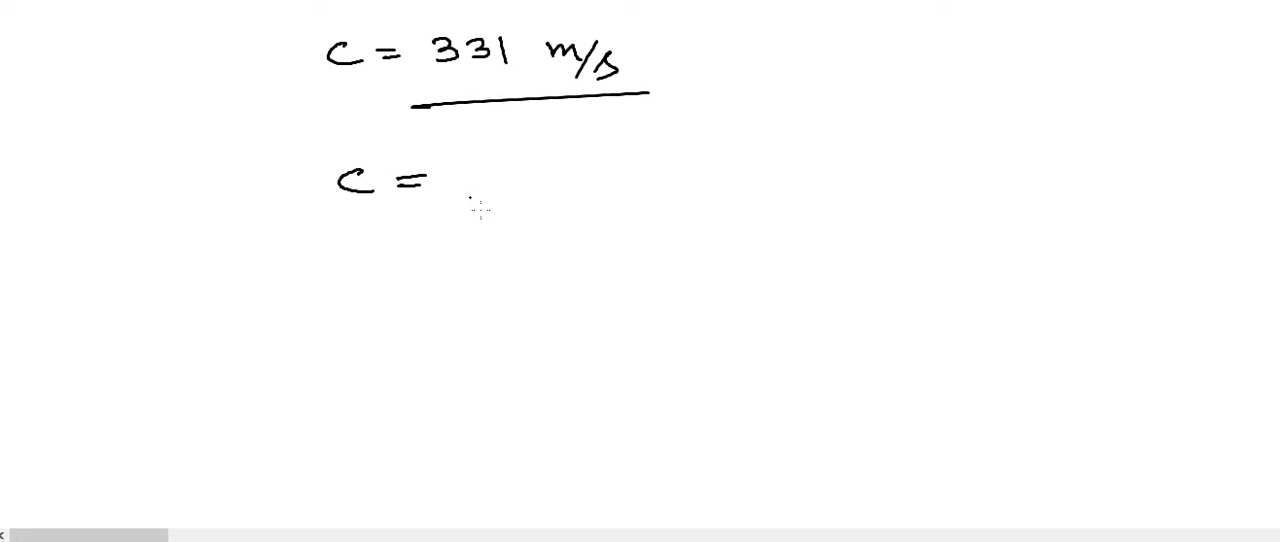 c = 331 m/s
c =